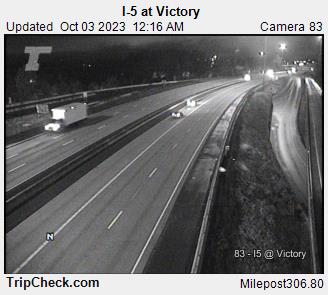 I-5 at Victory
Updated Oct 03 2023 12:16 AM Camera 83
T
N
83 - I5 @ Victory
TripCheck.com Milepost306.80